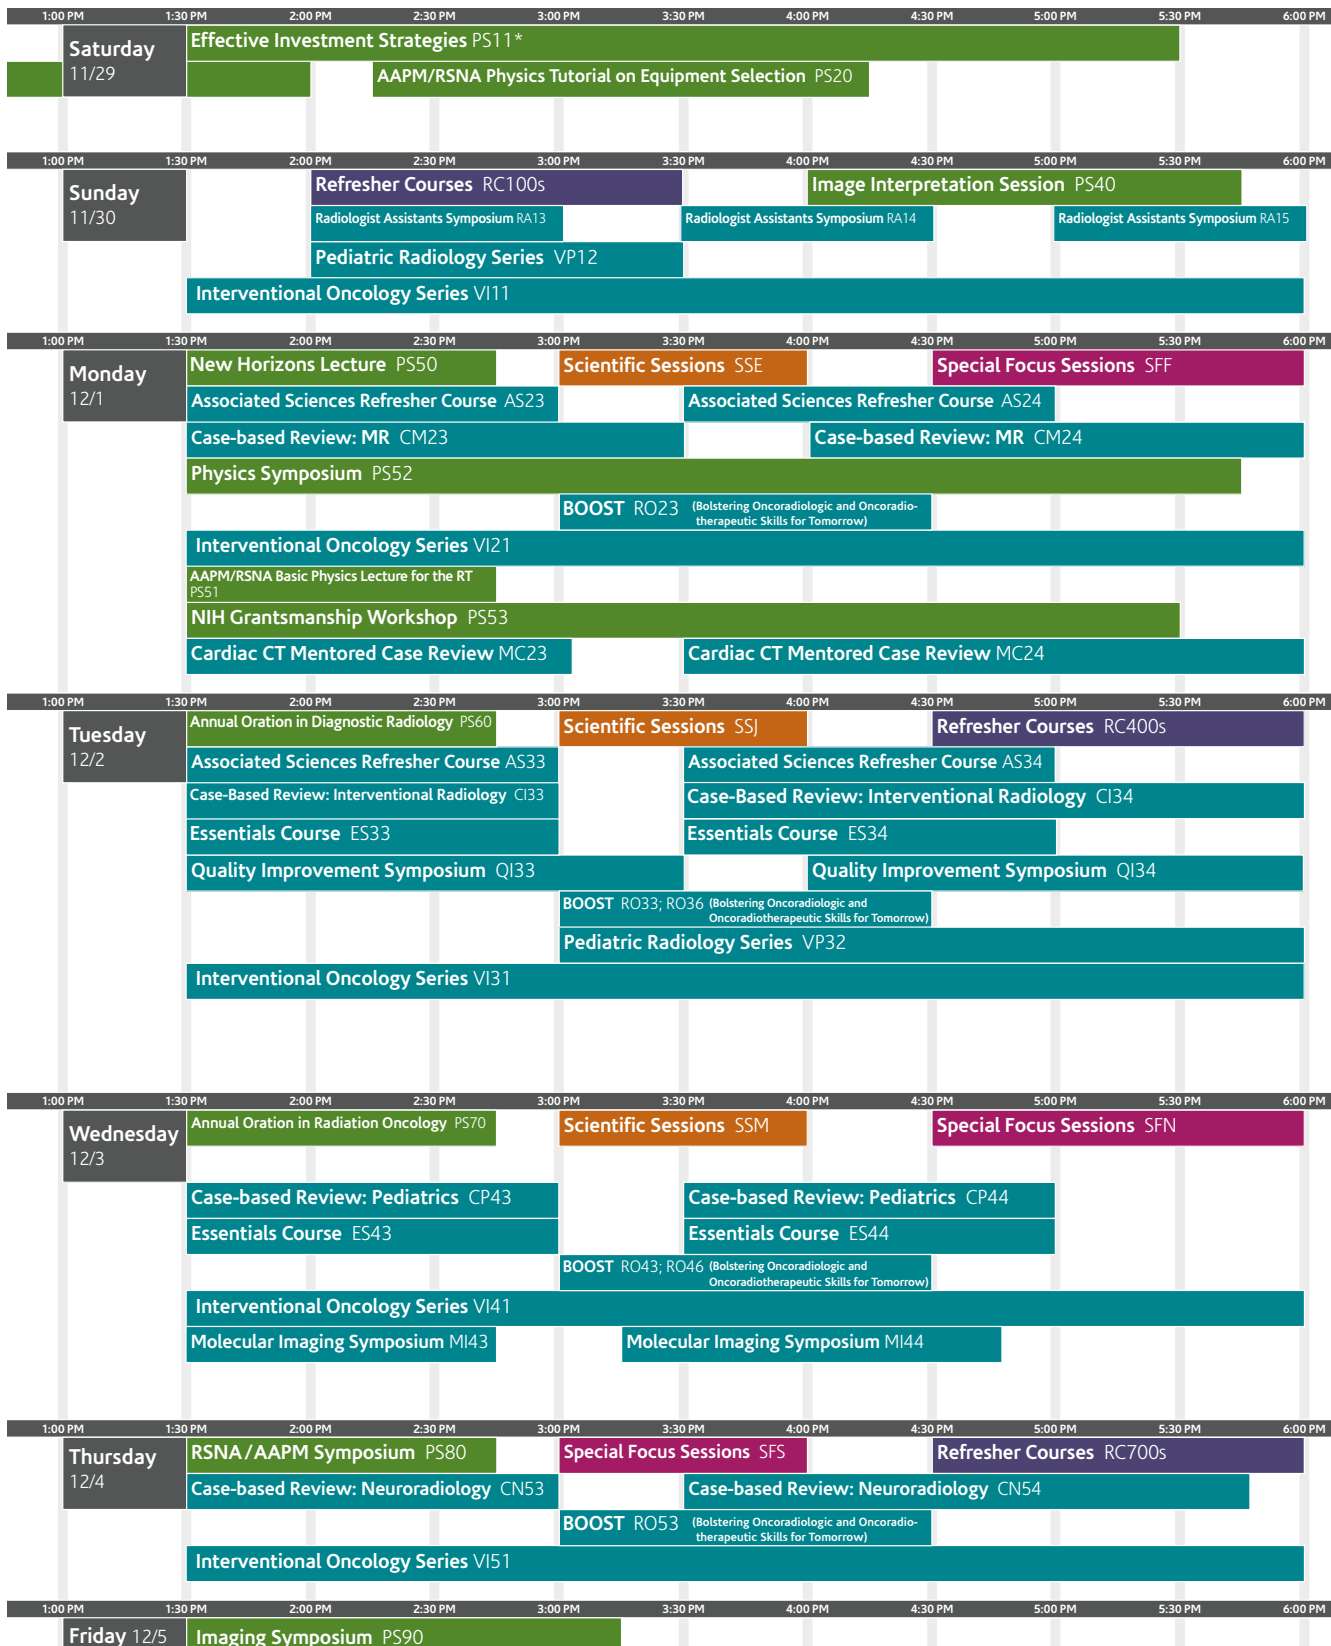 1:00 PM 1:30 PM 2:00 PM 2:30 PM 3:00 PM 3:30 PM 4:00 PM 4:30 PM 5:00 PM 5:30 PM 6:00 PM
Saturday
11/29
Effective Investment Strategies PS11*
AAPM/RSNA Physics Tutorial on Equipment Selection PS20
1:00 PM 1:30 PM 2:00 PM 2:30 PM 3:00 PM 3:30 PM 4:00 PM 4:30 PM 5:00 PM 5:30 PM 6:00 PM
Sunday
11/30
Refresher Courses RC100s
Image Interpretation Session PS40
Radiologist Assistants Symposium RA13
Radiologist Assistants Symposium RA14
Radiologist Assistants Symposium RA15
Pediatric Radiology Series VP12
Interventional Oncology Series VI11
1:00 PM 1:30 PM 2:00 PM 2:30 PM 3:00 PM 3:30 PM 4:00 PM 4:30 PM 5:00 PM 5:30 PM 6:00 PM
Monday
12/1
New Horizons Lecture PS50
Scientific Sessions SSE
Special Focus Sessions SFF
Associated Sciences Refresher Course AS23
Associated Sciences Refresher Course AS24
Case-based Review: MR CM23
Case-based Review: MR CM24
Physics Symposium PS52
BOOST RO23 (Bolstering Oncoradiologic and Oncoradio-
therapeutic Skills for Tomorrow)
Interventional Oncology Series VI21
AAPM/RSNA Basic Physics Lecture for the RT
PS51
NIH Grantsmanship Workshop PS53
Cardiac CT Mentored Case Review MC23
Cardiac CT Mentored Case Review MC24
1:00 PM 1:30 PM 2:00 PM 2:30 PM 3:00 PM 3:30 PM 4:00 PM 4:30 PM 5:00 PM 5:30 PM 6:00 PM
Tuesday
12/2
Annual Oration in Diagnostic Radiology PS60
Scientific Sessions SSJ
Refresher Courses RC400s
Associated Sciences Refresher Course AS33
Associated Sciences Refresher Course AS34
Case-Based Review: Interventional Radiology CI33
Case-Based Review: Interventional Radiology CI34
Essentials Course ES33
Essentials Course ES34
Quality Improvement Symposium QI33
Quality Improvement Symposium QI34
BOOST RO33; RO36 (Bolstering Oncoradiologic and
Oncoradiotherapeutic Skills for Tomorrow)
Pediatric Radiology Series VP32
Interventional Oncology Series VI31
1:00 PM 1:30 PM 2:00 PM 2:30 PM 3:00 PM 3:30 PM 4:00 PM 4:30 PM 5:00 PM 5:30 PM 6:00 PM
Wednesday
12/3
Annual Oration in Radiation Oncology PS70
Scientific Sessions SSM
Special Focus Sessions SFN
Case-based Review: Pediatrics CP43
Case-based Review: Pediatrics CP44
Essentials Course ES43
Essentials Course ES44
BOOST RO43; RO46 (Bolstering Oncoradiologic and
Oncoradiotherapeutic Skills for Tomorrow)
Interventional Oncology Series VI41
Molecular Imaging Symposium MI43
Molecular Imaging Symposium MI44
1:00 PM 1:30 PM 2:00 PM 2:30 PM 3:00 PM 3:30 PM 4:00 PM 4:30 PM 5:00 PM 5:30 PM 6:00 PM
Thursday
12/4
RSNA/AAPM Symposium PS80
Special Focus Sessions SFS
Refresher Courses RC700s
Case-based Review: Neuroradiology CN53
Case-based Review: Neuroradiology CN54
BOOST RO53 (Bolstering Oncoradiologic and Oncoradio-
therapeutic Skills for Tomorrow)
Interventional Oncology Series VI51
1:00 PM 1:30 PM 2:00 PM 2:30 PM 3:00 PM 3:30 PM 4:00 PM 4:30 PM 5:00 PM 5:30 PM 6:00 PM
Friday 12/5
Imaging Symposium PS90